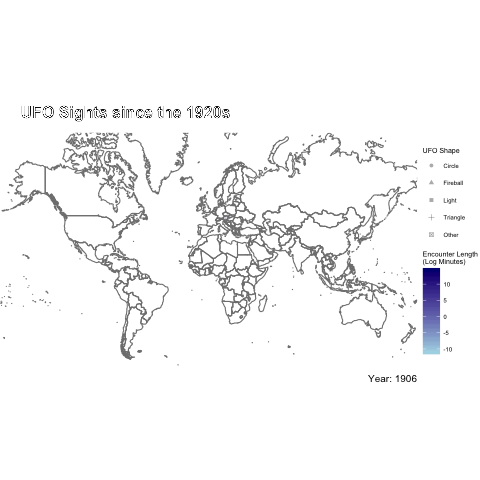 UFO Sights since the 1920s
UFO Shape
Circle
Fireball
Light
Triangle
Other
Encounter Length
(Log Minutes)
10
5
0
-5
-10
Year: 1906